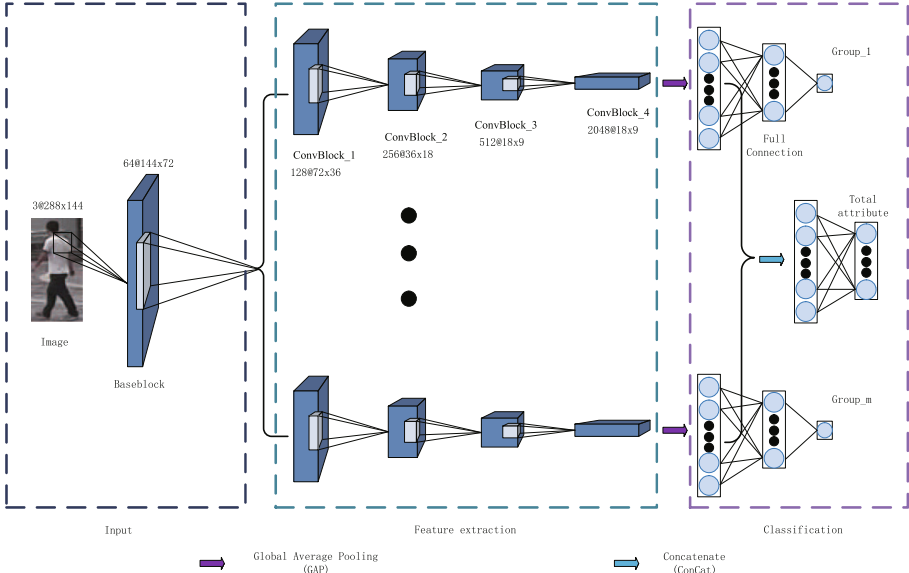 3@288x144
Image
64@144x72
Baseblock
ConvBlock_1
128@72x36
ConvBlock_2
256@36x18
ConvBlock_3
512@18x9
ConvBlock_4
2048@18x9
Group_1
Full
Connection
Total
attribute
Group_m
Input
Feature extraction
Classification
Global Average Pooling
(GAP)
Concatenate
(ConCat)